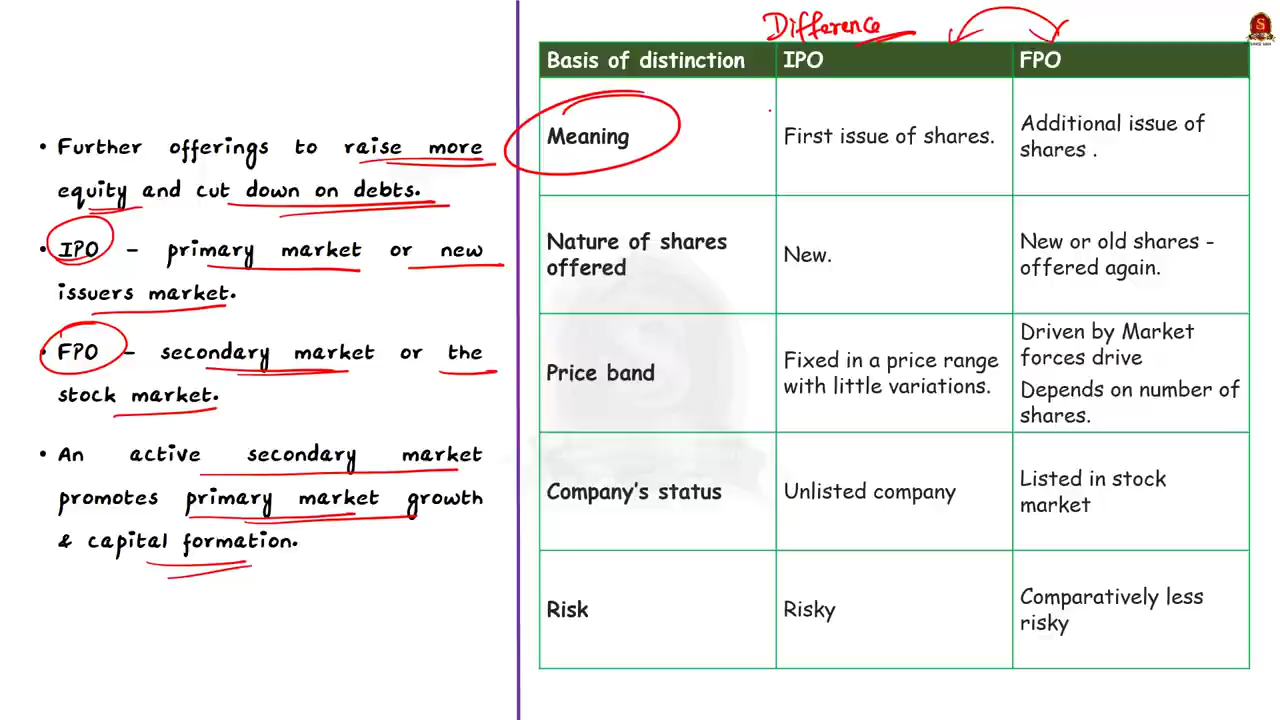 • Further offerings to raise more
equity and cut down on debts.
• IPO – primary market or new
issuers market.
• FPO – secondary market or the
stock market.
• An active secondary market
promotes primary market growth
& capital formation.
Difference
Basis of distinction IPO FPO
Meaning First issue of shares. Additional issue of
shares .
Nature of shares
offered New. New or old shares -
offered again.
Price band Fixed in a price range
with little variations. Driven by Market
forces drive
Depends on number of
shares.
Company's status Unlisted company Listed in stock
market
Risk Risky Comparatively less
risky